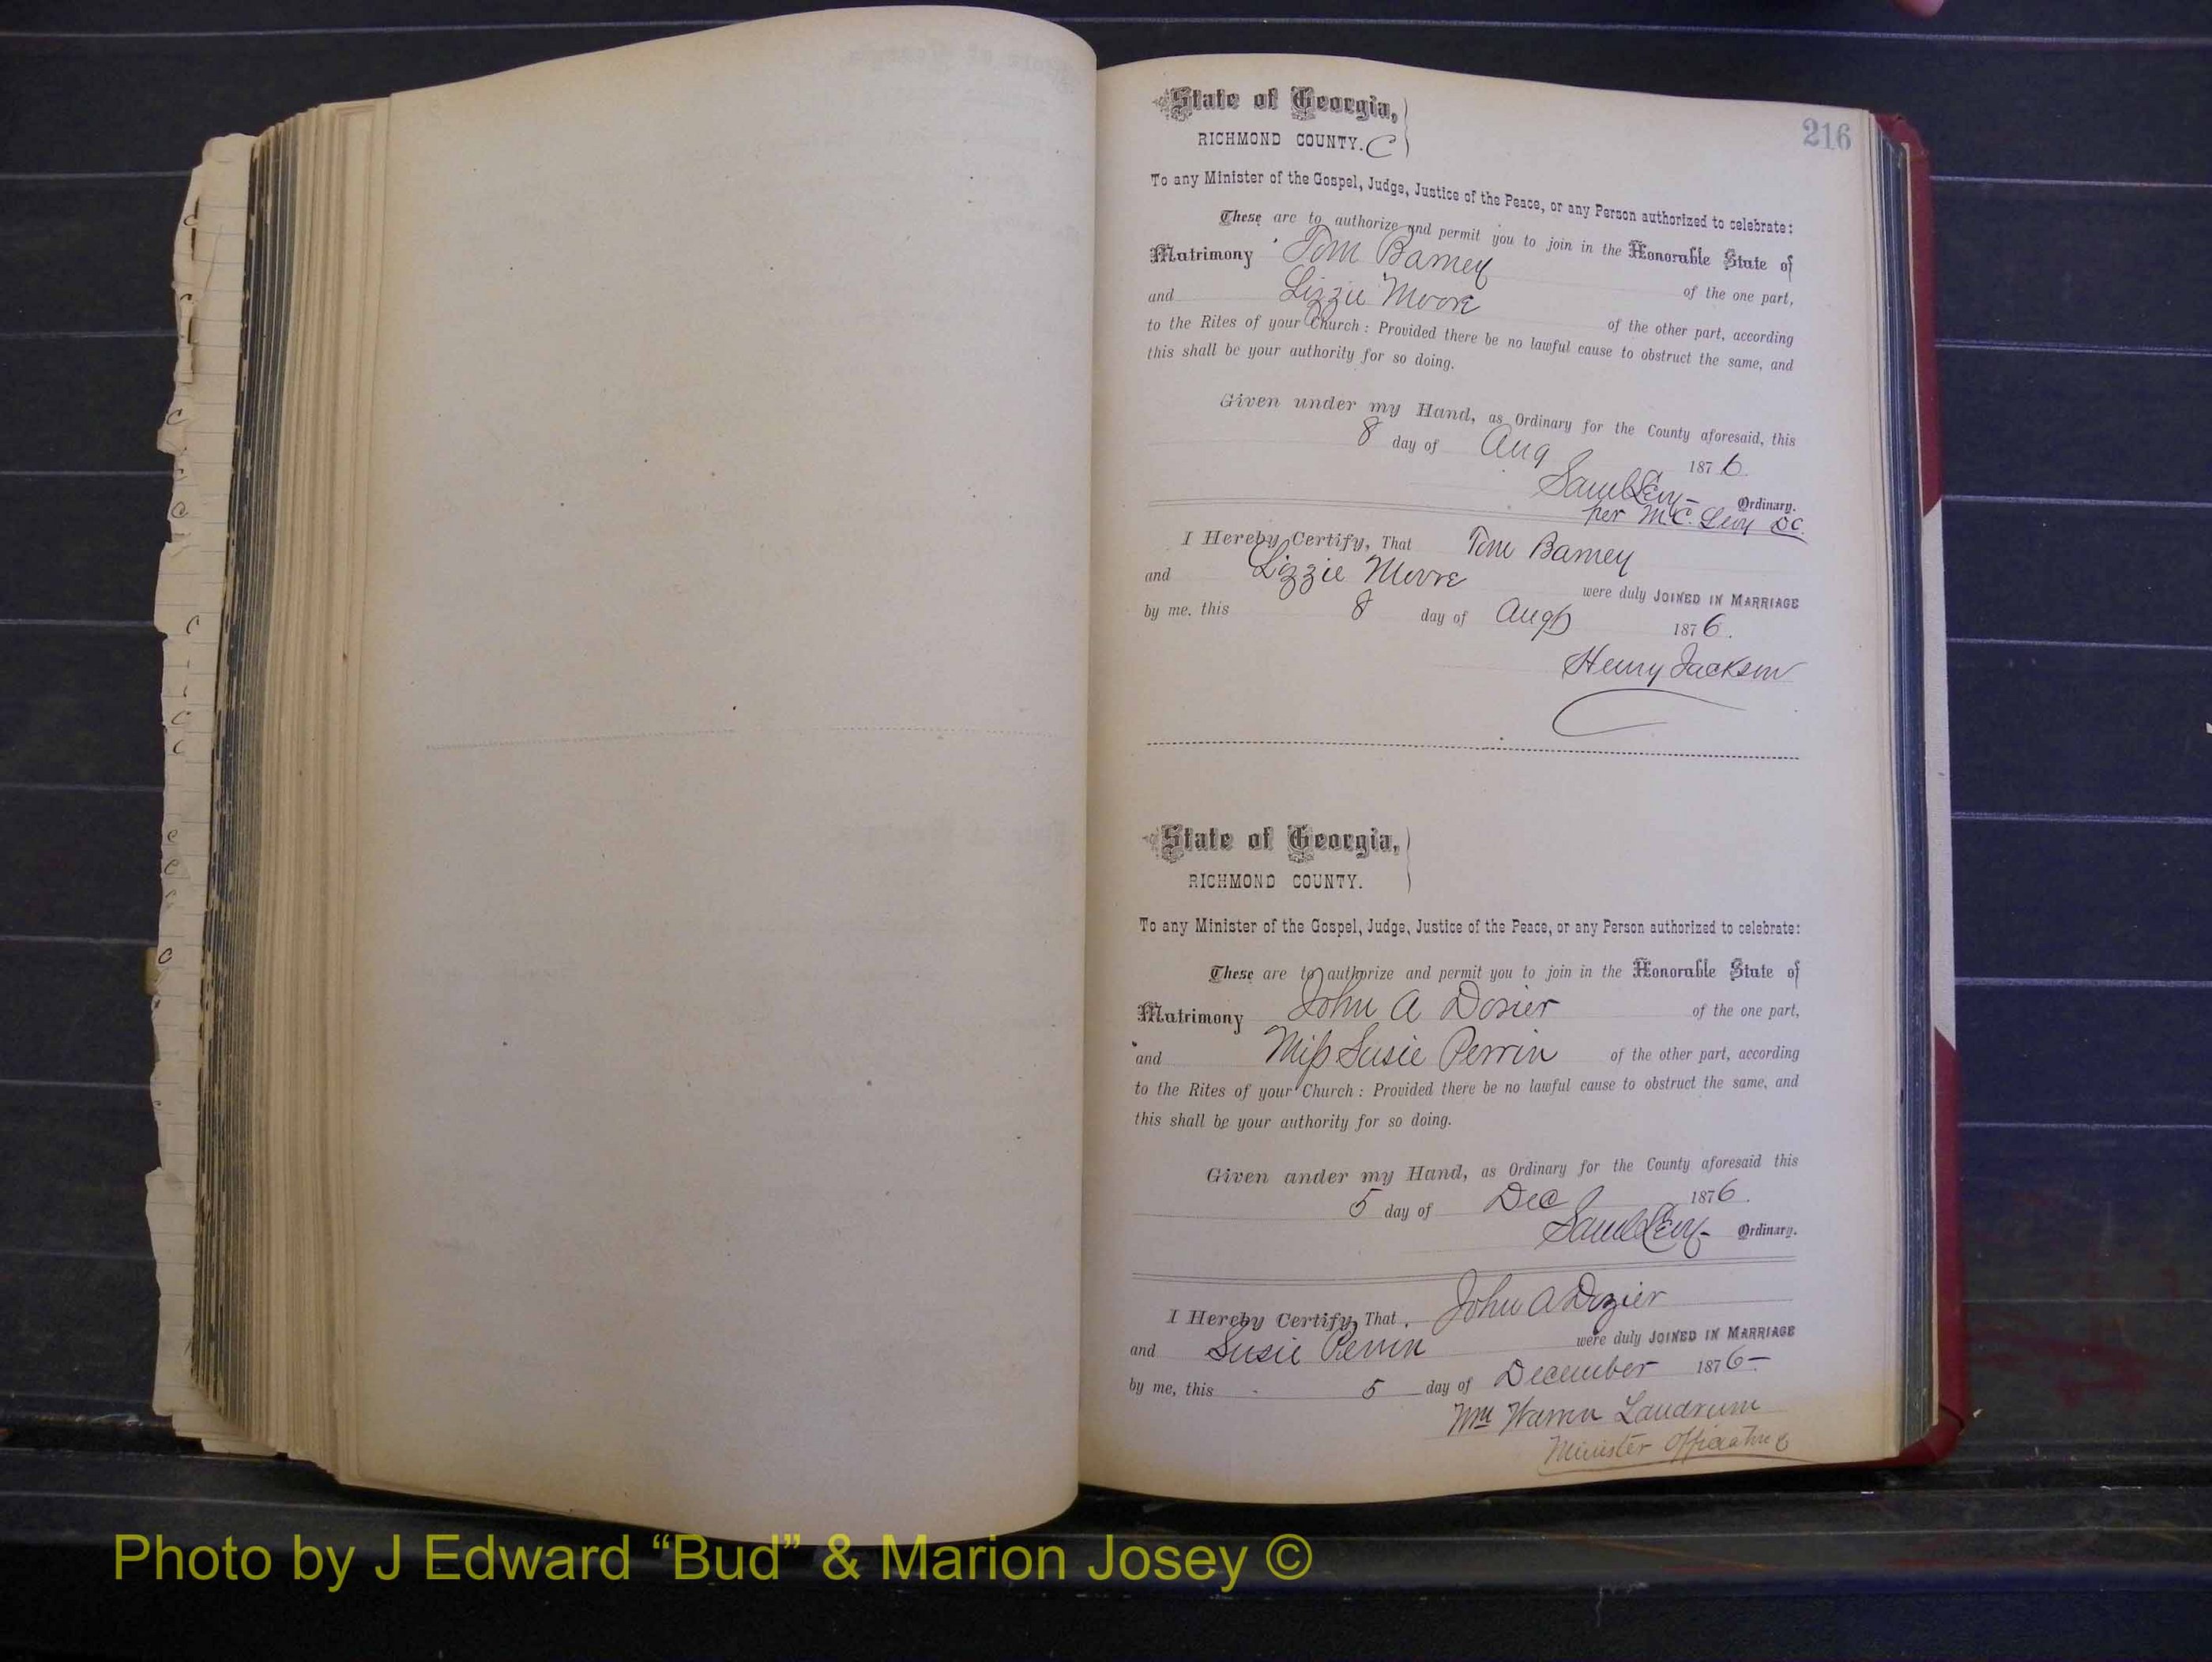 216
State of Georgia,
RICHMOND COUNTY. C
To any Minister of the Gospel, Judge, Justice of the Peace, or any Person authorized to celebrate:
These are to authorize and permit you to join in the Honorable State of
Matrimony Tom Barney of the one part,
and Lizzie Moore of the other part, according
to the Rites of your Church: Provided there be no lawful cause to obstruct the same, and
this shall be your authority for so doing.
Given under my Hand, as Ordinary for the County aforesaid, this
8 day of Aug 1876
Saml Levy Ordinary.
per M.C. Levy DC.
I Hereby Certify, That Tom Barney
and Lizzie Moore were duly JOINED IN MARRIAGE
by me, this 8 day of Aug 1876.
Henry Jackson
State of Georgia,
RICHMOND COUNTY.
To any Minister of the Gospel, Judge, Justice of the Peace, or any Person authorized to celebrate:
These are to authorize and permit you to join in the Honorable State of
Matrimony John A Dosier of the one part,
and Miss Susie Perrin of the other part, according
to the Rites of your Church: Provided there be no lawful cause to obstruct the same, and
this shall be your authority for so doing.
Given under my Hand, as Ordinary for the County aforesaid this
5 day of Dec 1876.
Saml Levy Ordinary.
I Hereby Certify, That John A Dozier
and Susie Perrin were duly JOINED IN MARRIAGE
by me, this 5 day of December 1876
Wm Warren Landrum
Minister Officiating
Photo by J Edward “Bud” & Marion Josey ©